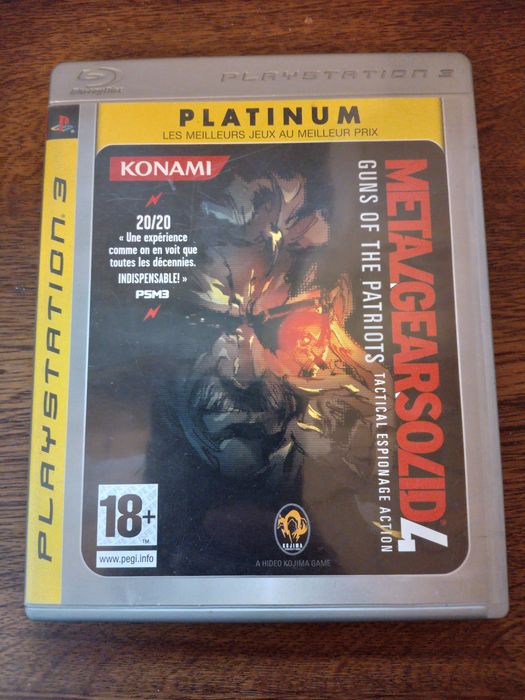 PLAYSTATION 3
PLATINUM
LES MEILLEURS JEUX AU MEILLEUR PRIX
PLAYSTATION 3
KONAMI
20/20
« Une expérience
comme on en voit que
toutes les décennies.
INDISPENSABLE! »
PSM3
METAL GEAR SOLID 4
GUNS OF THE PATRIOTS
TACTICAL ESPIONAGE ACTION
18+
www.pegi.info
KOJIMA
A HIDEO KOJIMA GAME